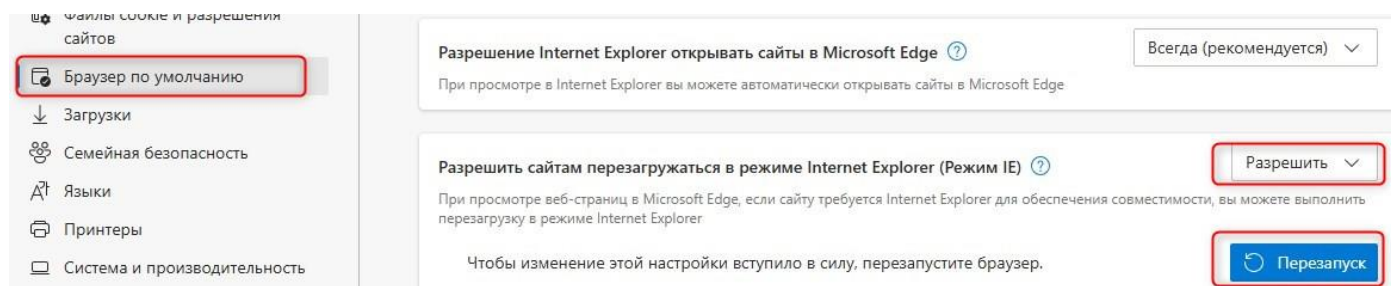 Файлы cookie и разрешения
сайтов
Браузер по умолчанию
Загрузки
Семейная безопасность
Языки
Принтеры
Система и производительность
Разрешение Internet Explorer открывать сайты в Microsoft Edge
Всегда (рекомендуется)
При просмотре в Internet Explorer вы можете автоматически открывать сайты в Microsoft Edge
Разрешить сайтам перезагружаться в режиме Internet Explorer (Режим IE)
Разрешить
При просмотре веб-страниц в Microsoft Edge, если сайту требуется Internet Explorer для обеспечения совместимости, вы можете выполнить
перезагрузку в режиме Internet Explorer
Чтобы изменение этой настройки вступило в силу, перезапустите браузер.
Перезапуск